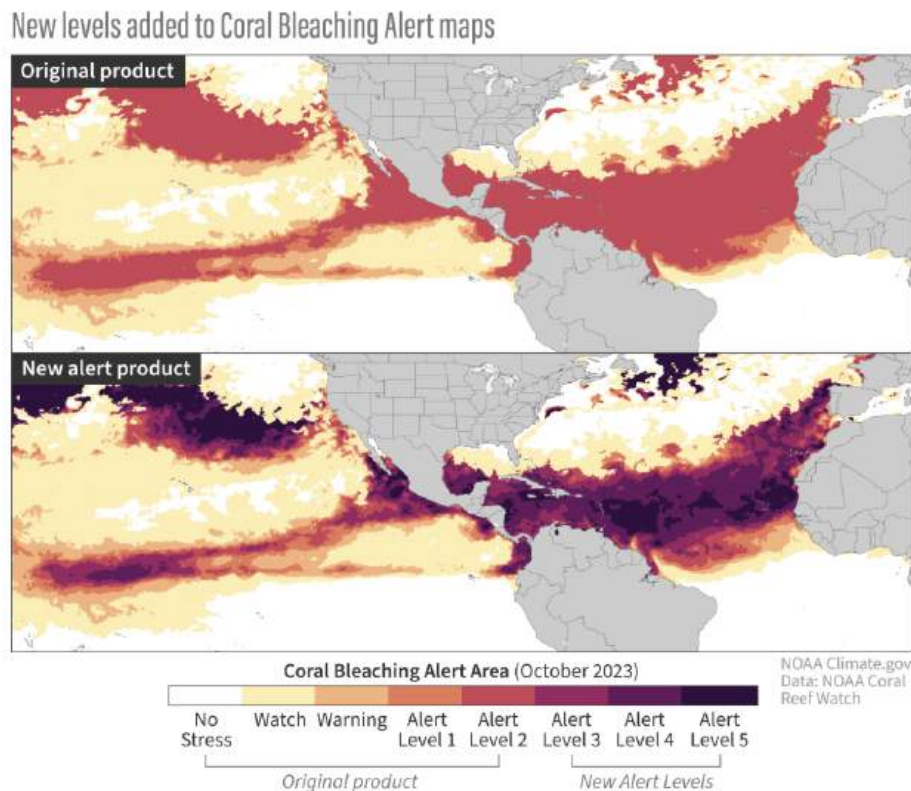 New levels added to Coral Bleaching Alert maps
Original product
New alert product
Coral Bleaching Alert Area (October 2023)
NOAA Climate.gov
Data: NOAA Coral
Reef Watch
No Stress
Watch
Warning
Alert Level 1
Alert Level 2
Alert Level 3
Alert Level 4
Alert Level 5
Original product
New Alert Levels